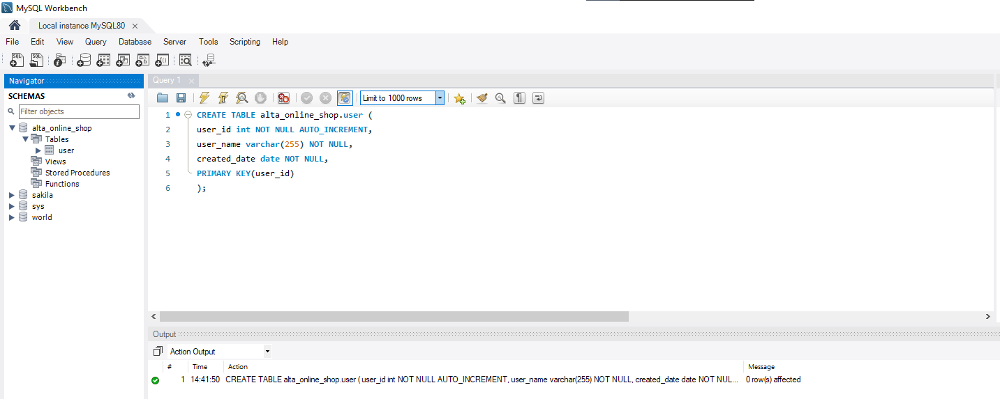 MySQL Workbench
Local instance MySQL80
File Edit View Query Database Server Tools Scripting Help
Navigator
SCHEMAS
Filter objects
alta_online_shop
Tables
user
Views
Stored Procedures
Functions
sakila
sys
world
Query 1
Limit to 1000 rows
1 CREATE TABLE alta_online_shop.user (
2 user_id int NOT NULL AUTO_INCREMENT,
3 user_name varchar(255) NOT NULL,
4 created_date date NOT NULL,
5 PRIMARY KEY(user_id)
6 );
Output
Action Output
# Time Action Message
1 14:41:50 CREATE TABLE alta_online_shop.user ( user_id int NOT NULL AUTO_INCREMENT, user_name varchar(255) NOT NULL, created_date date NOT NUL... 0 row(s) affected